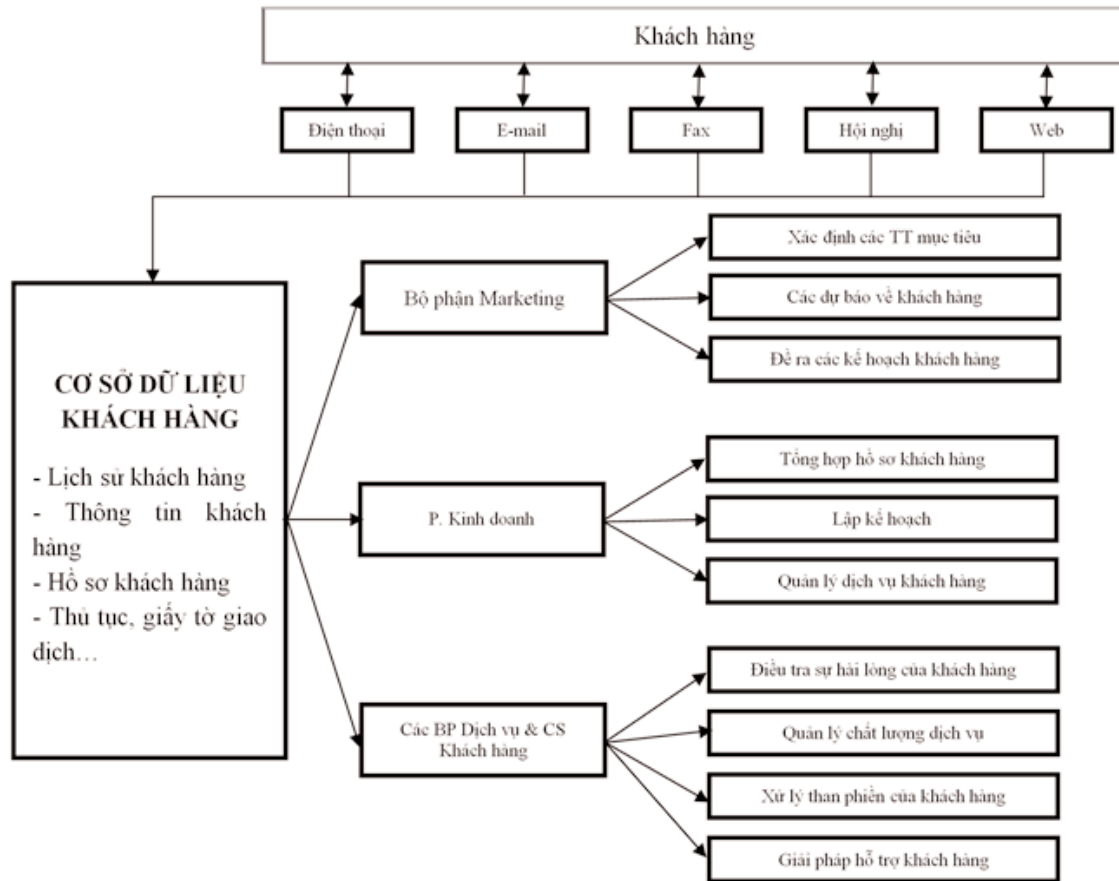 Khách hàng
Điện thoại
E-mail
Fax
Hội nghị
Web
CƠ SỞ DỮ LIỆU
KHÁCH HÀNG
- Lịch sử khách hàng
- Thông tin khách
hàng
- Hồ sơ khách hàng
- Thủ tục, giấy tờ giao
dịch…
Bộ phận Marketing
Xác định các TT mục tiêu
Các dự báo về khách hàng
Đề ra các kế hoạch khách hàng
P. Kinh doanh
Tổng hợp hồ sơ khách hàng
Lập kế hoạch
Quản lý dịch vụ khách hàng
Các BP Dịch vụ & CS
Khách hàng
Điều tra sự hài lòng của khách hàng
Quản lý chất lượng dịch vụ
Xử lý than phiền của khách hàng
Giải pháp hỗ trợ khách hàng